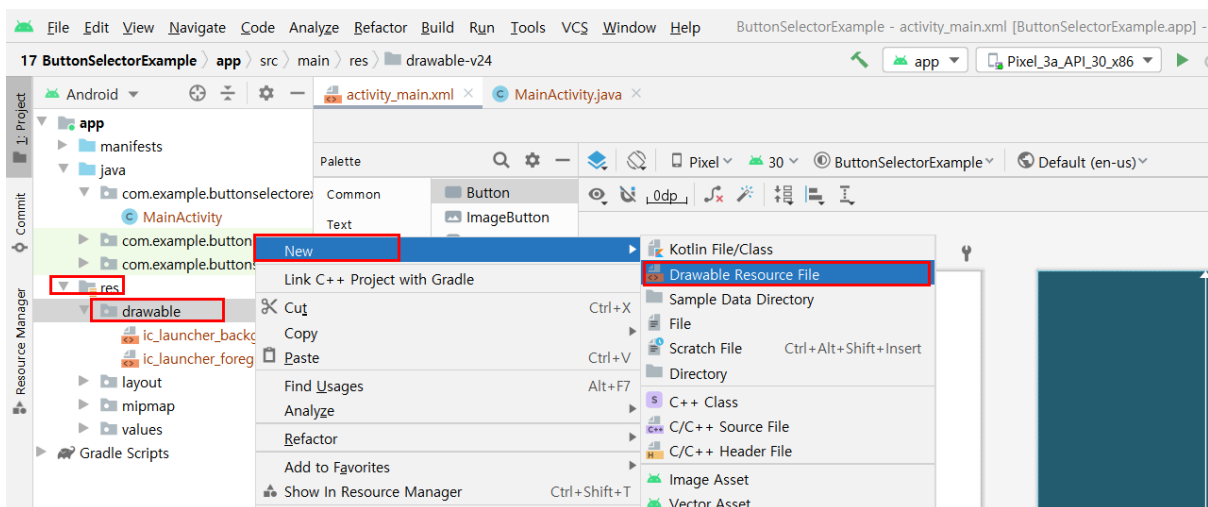 File Edit View Navigate Code Analyze Refactor Build Run Tools VCS Window Help ButtonSelectorExample - activity_main.xml [ButtonSelectorExample.app] -
17 ButtonSelectorExample app src main res drawable-v24 app Pixel_3a_API_30_x86
1: Project
Commit
Resource Manager
Android
app
manifests
java
com.example.buttonselectorex
MainActivity
com.example.button
com.example.buttons
res
drawable
ic_launcher_backg
ic_launcher_foreg
layout
mipmap
values
Gradle Scripts
activity_main.xml MainActivity.java
Palette
Common
Text
Button
ImageButton
Pixel 30 ButtonSelectorExample Default (en-us)
0dp
New
Link C++ Project with Gradle
Cut Ctrl+X
Copy
Paste Ctrl+V
Find Usages Alt+F7
Analyze
Refactor
Add to Favorites
Show In Resource Manager Ctrl+Shift+T
Kotlin File/Class
Drawable Resource File
Sample Data Directory
File
Scratch File Ctrl+Alt+Shift+Insert
Directory
S C++ Class
C++ C/C++ Source File
H C/C++ Header File
Image Asset
Vector Asset